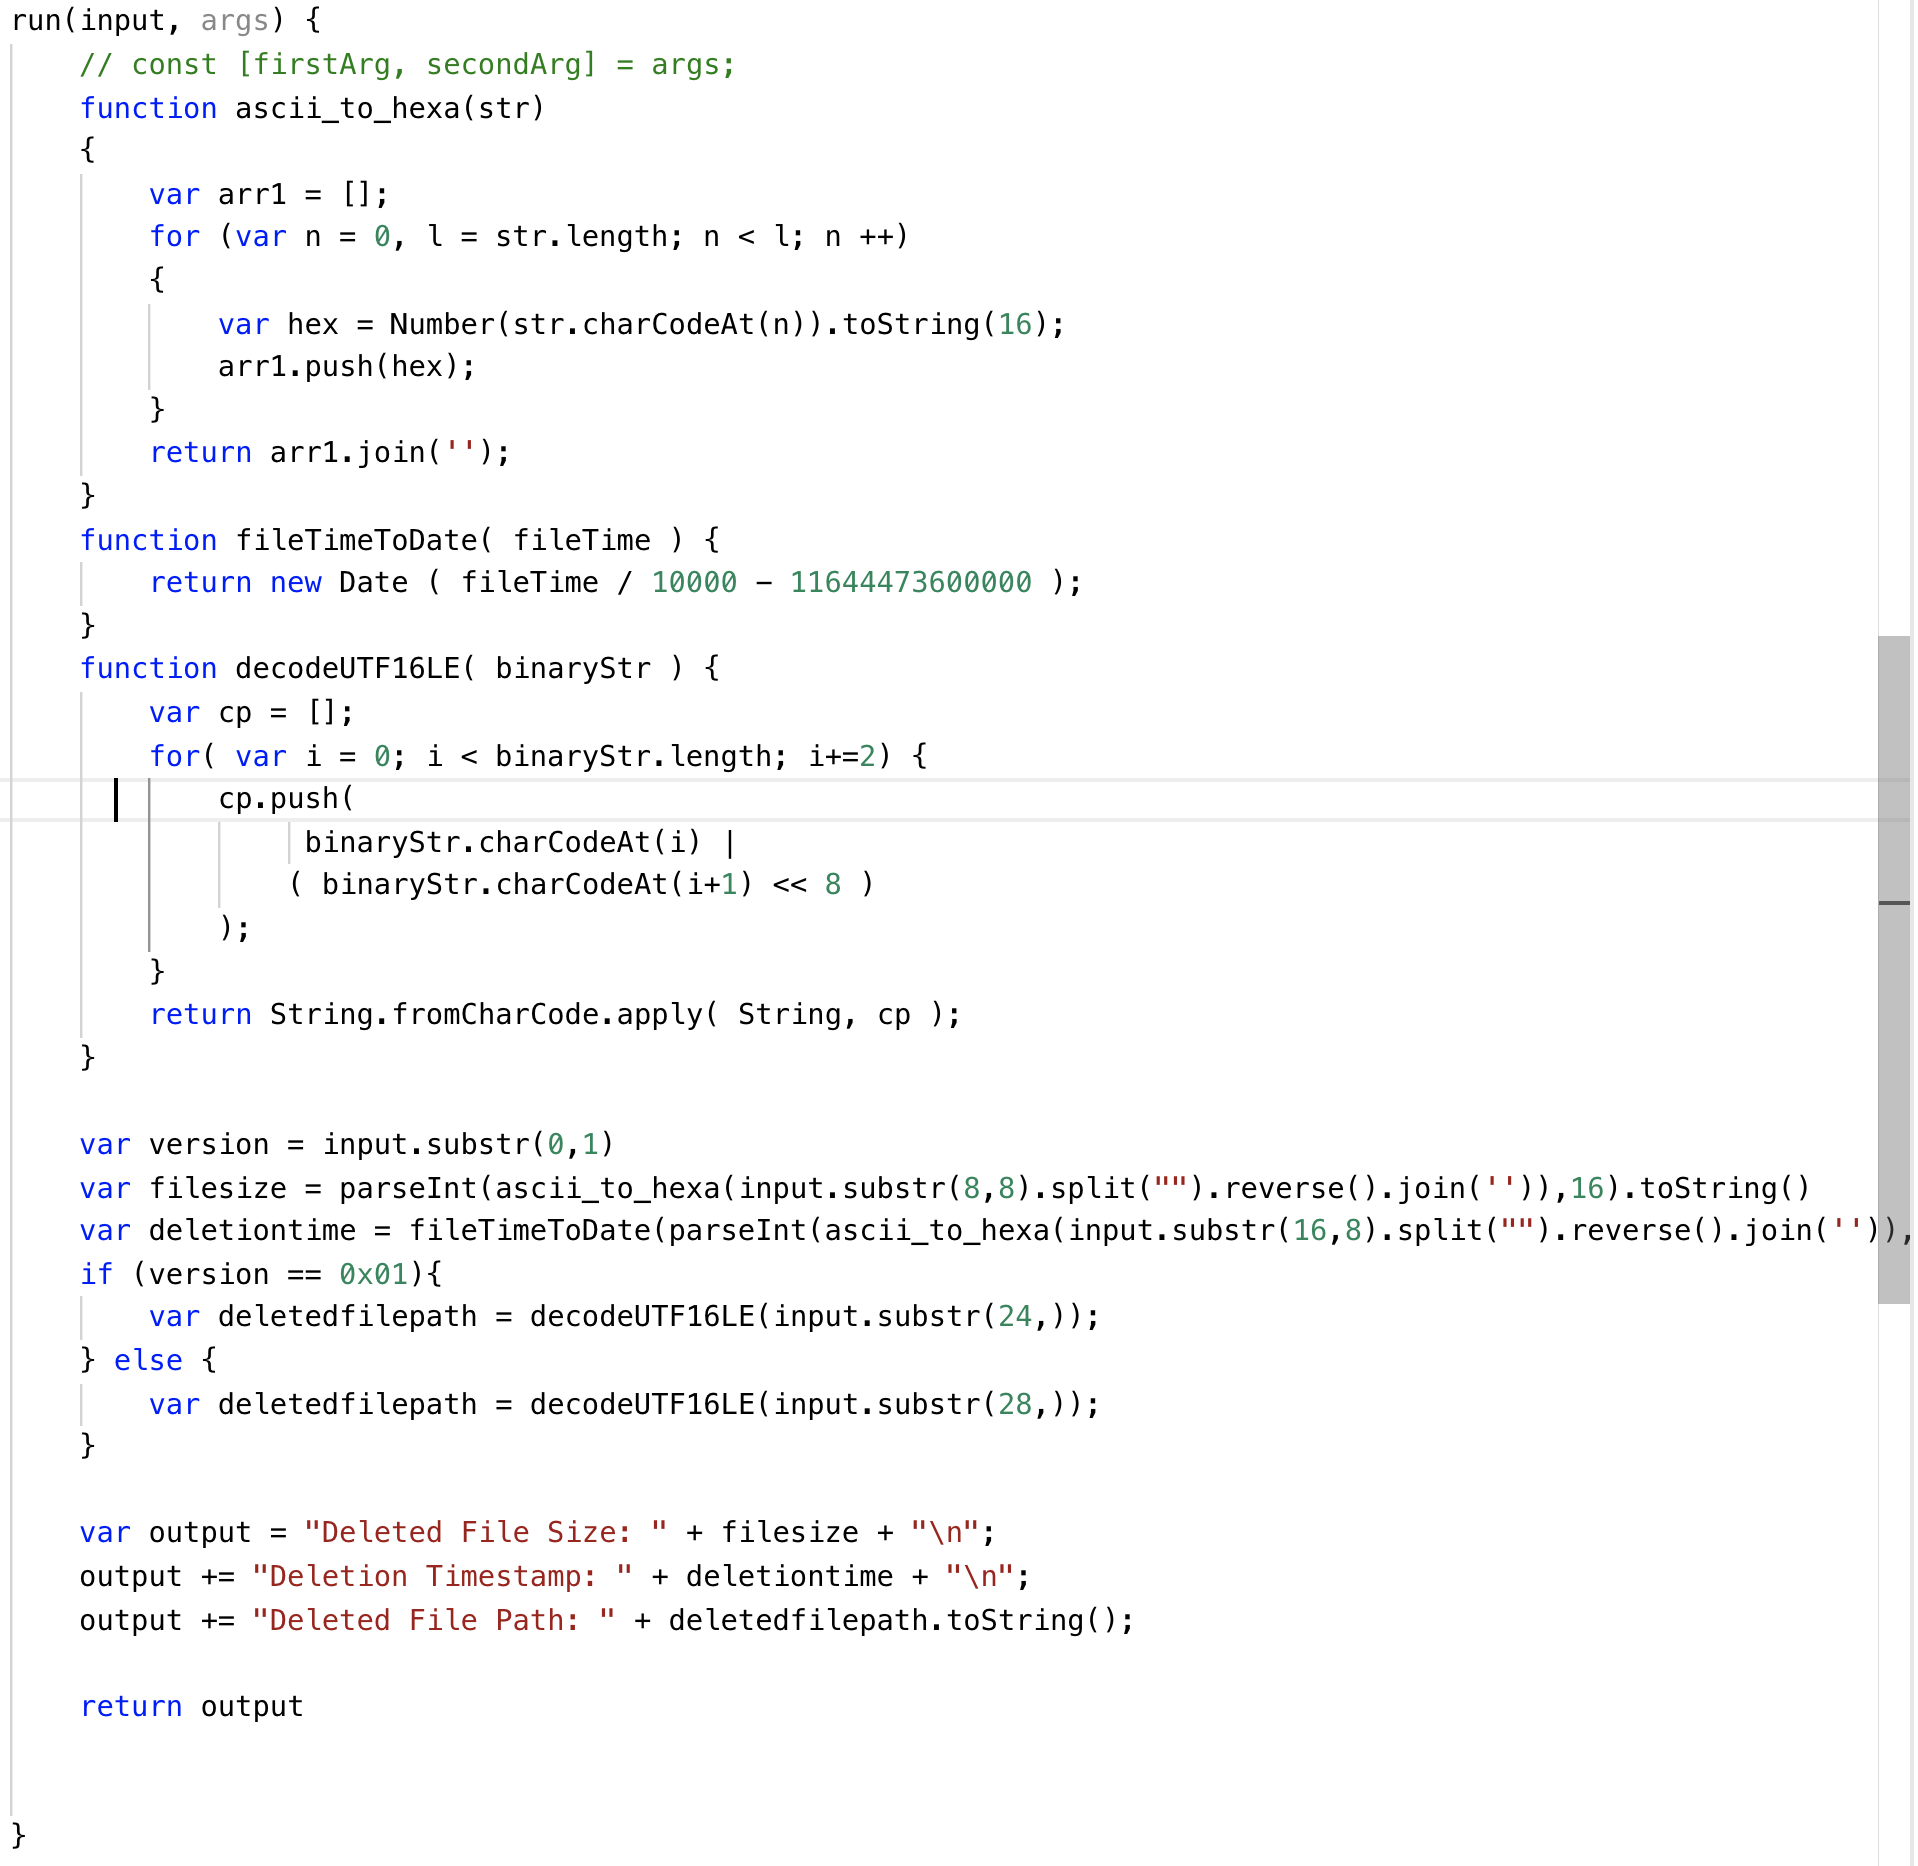 run(input, args) {
    // const [firstArg, secondArg] = args;
    function ascii_to_hexa(str)
    {
        var arr1 = [];
        for (var n = 0, l = str.length; n < l; n ++)
        {
            var hex = Number(str.charCodeAt(n)).toString(16);
            arr1.push(hex);
        }
        return arr1.join('');
    }
    function fileTimeToDate( fileTime ) {
        return new Date ( fileTime / 10000 - 11644473600000 );
    }
    function decodeUTF16LE( binaryStr ) {
        var cp = [];
        for( var i = 0; i < binaryStr.length; i+=2) {
            cp.push(
                 binaryStr.charCodeAt(i) |
                ( binaryStr.charCodeAt(i+1) << 8 )
            );
        }
        return String.fromCharCode.apply( String, cp );
    }

    var version = input.substr(0,1)
    var filesize = parseInt(ascii_to_hexa(input.substr(8,8).split("").reverse().join('')),16).toString()
    var deletiontime = fileTimeToDate(parseInt(ascii_to_hexa(input.substr(16,8).split("").reverse().join('')),
    if (version == 0x01){
        var deletedfilepath = decodeUTF16LE(input.substr(24,));
    } else {
        var deletedfilepath = decodeUTF16LE(input.substr(28,));
    }

    var output = "Deleted File Size: " + filesize + "\n";
    output += "Deletion Timestamp: " + deletiontime + "\n";
    output += "Deleted File Path: " + deletedfilepath.toString();

    return output

}